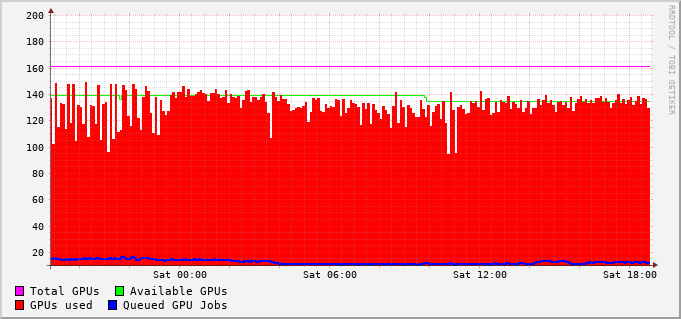 200
180
160
140
120
100
80
60
40
20
Sat 00:00 Sat 06:00 Sat 12:00 Sat 18:00
Total GPUs Available GPUs
GPUs used Queued GPU Jobs
RRDTOOL / TOBI OETIKER